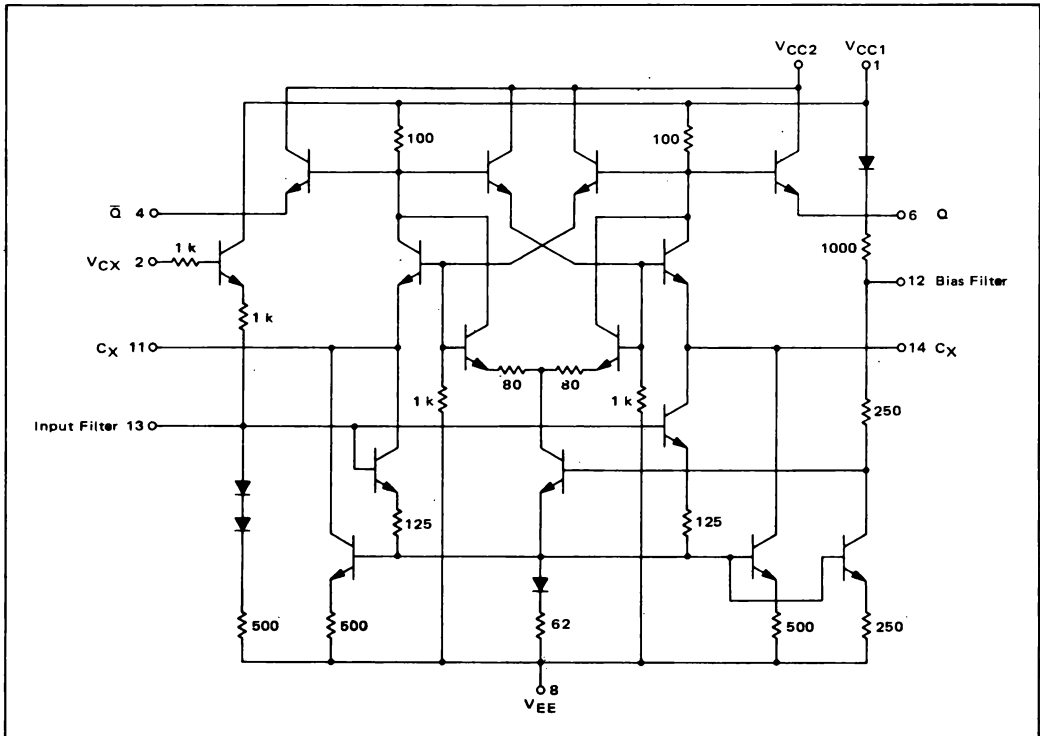 VCC2 VCC1
1
100 100
Q̅ 4 6 Q
1 k 1000
VCX 2
12 Bias Filter
1 k
CX 11 14 CX
80 80
1 k 1 k 250
Input Filter 13
125 125
500 600 62 500 250
8
VEE